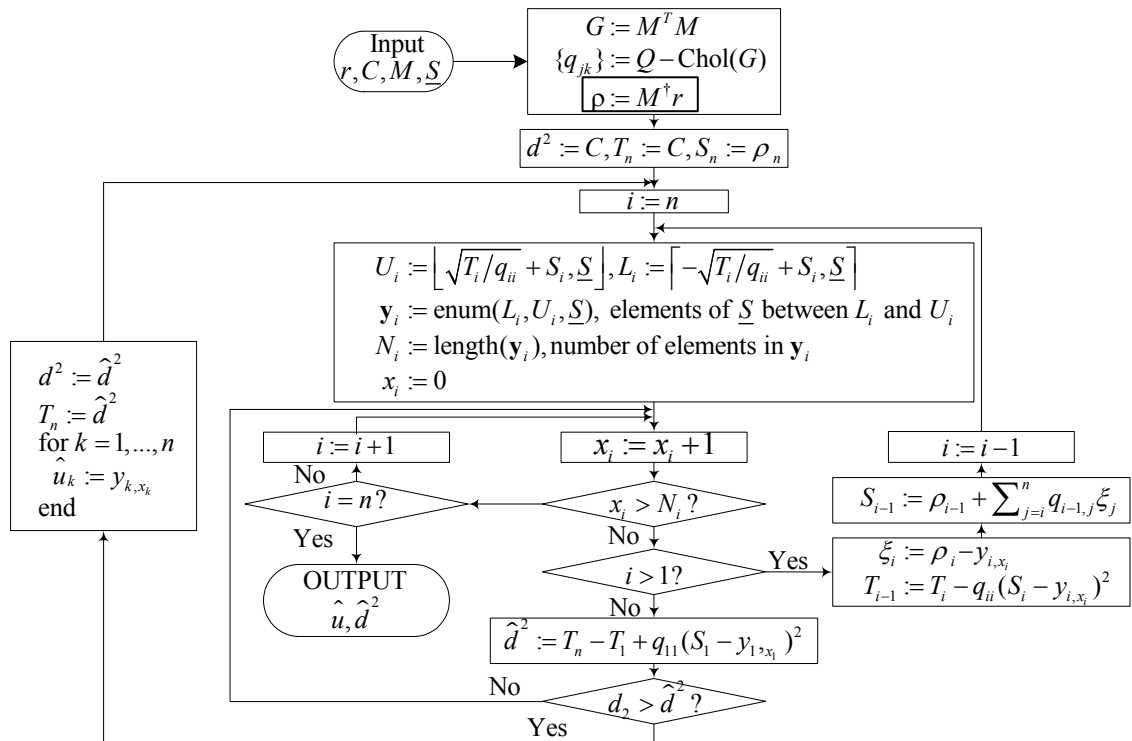 Input
r, C, M, S̲
G := MᵀM
{q_jk} := Q − Chol(G)
ρ := M†r
d² := C, T_n := C, S_n := ρ_n
i := n
U_i := ⌊√(T_i/q_ii) + S_i, S̲⌋, L_i := ⌈−√(T_i/q_ii) + S_i, S̲⌉
y_i := enum(L_i, U_i, S̲), elements of S̲ between L_i and U_i
N_i := length(y_i), number of elements in y_i
x_i := 0
d² := d̂²
T_n := d̂²
for k = 1,...,n
û_k := y_{k,x_k}
end
i := i+1
x_i := x_i + 1
i := i−1
No
i = n?
x_i > N_i ?
S_{i−1} := ρ_{i−1} + ∑_{j=i}^{n} q_{i−1,j} ξ_j
Yes
No
OUTPUT
û, d̂²
i > 1?
Yes
ξ_i := ρ_i − y_{i,x_i}
T_{i−1} := T_i − q_ii (S_i − y_{i,x_i})²
No
d̂² := T_n − T_1 + q_11 (S_1 − y_{1,x_1})²
No
d_2 > d̂² ?
Yes